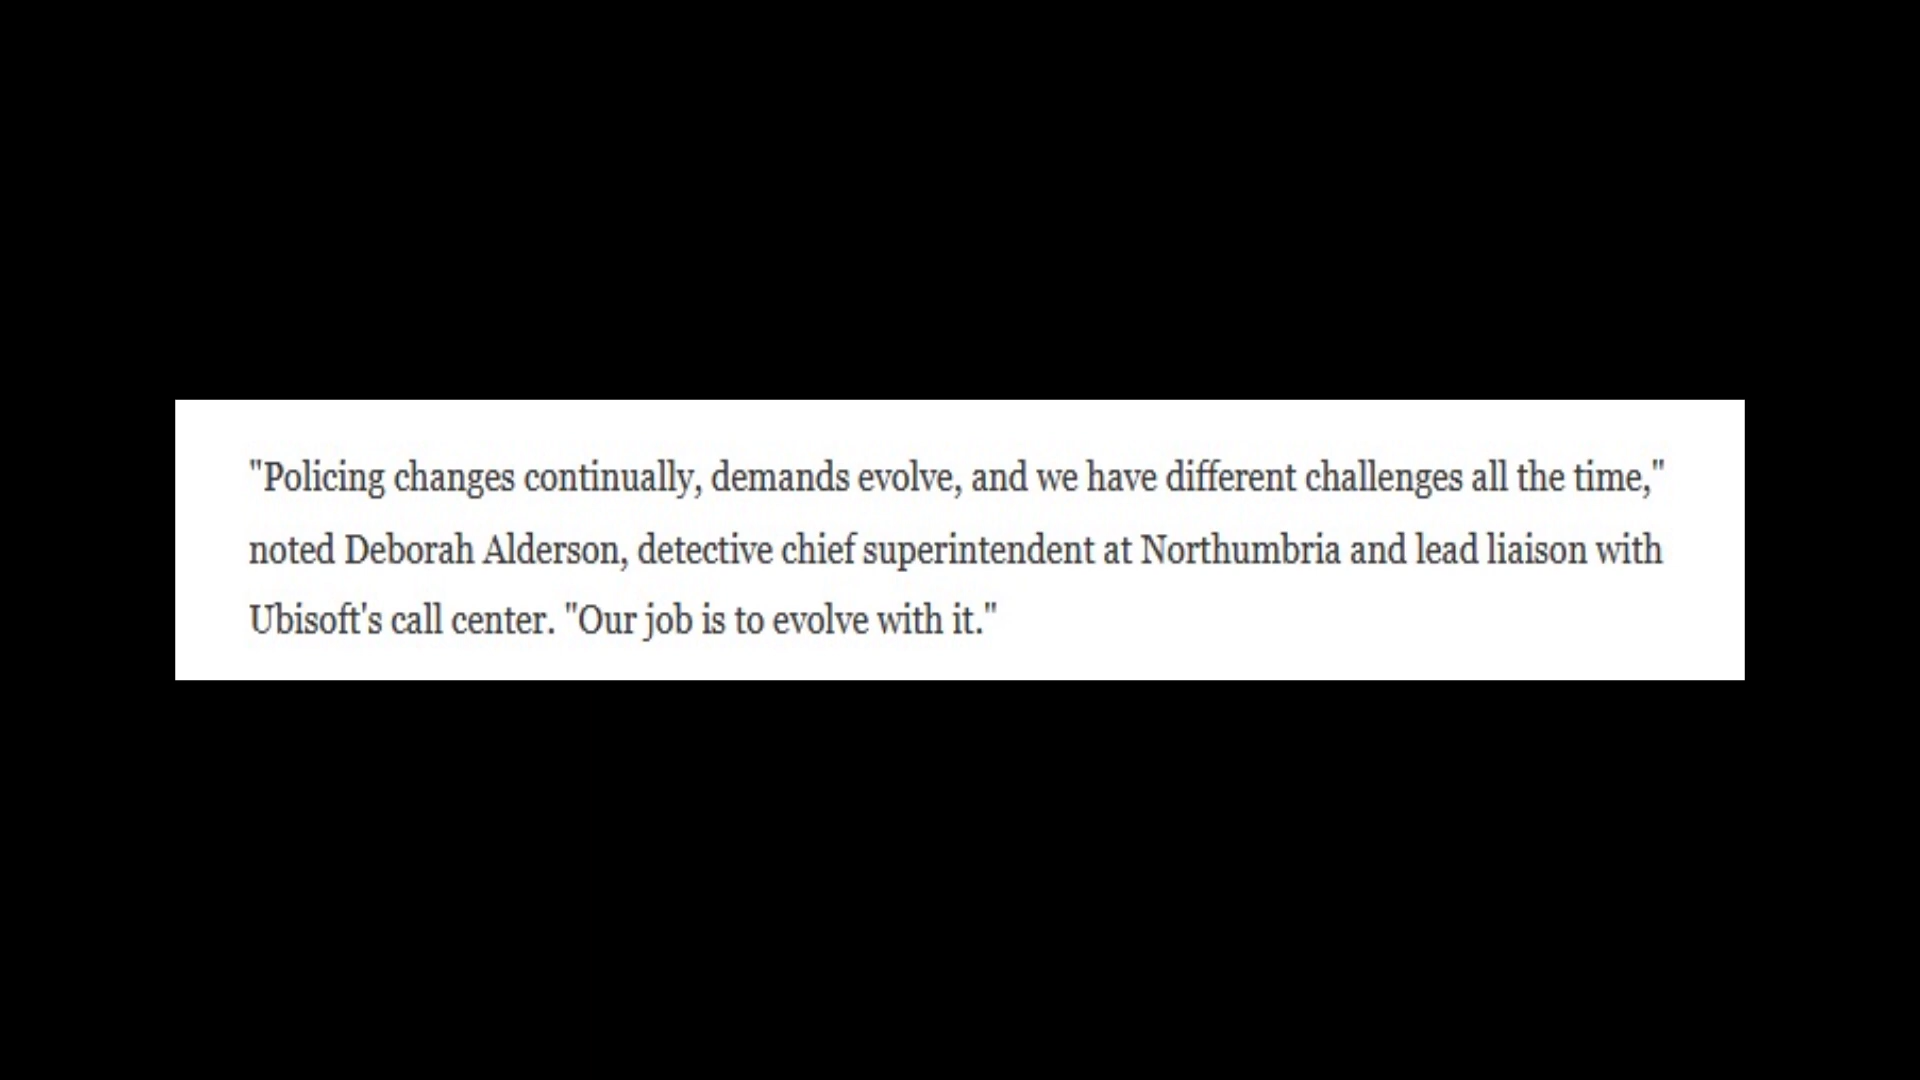 "Policing changes continually, demands evolve, and we have different challenges all the time,"
noted Deborah Alderson, detective chief superintendent at Northumbria and lead liaison with
Ubisoft's call center. "Our job is to evolve with it."